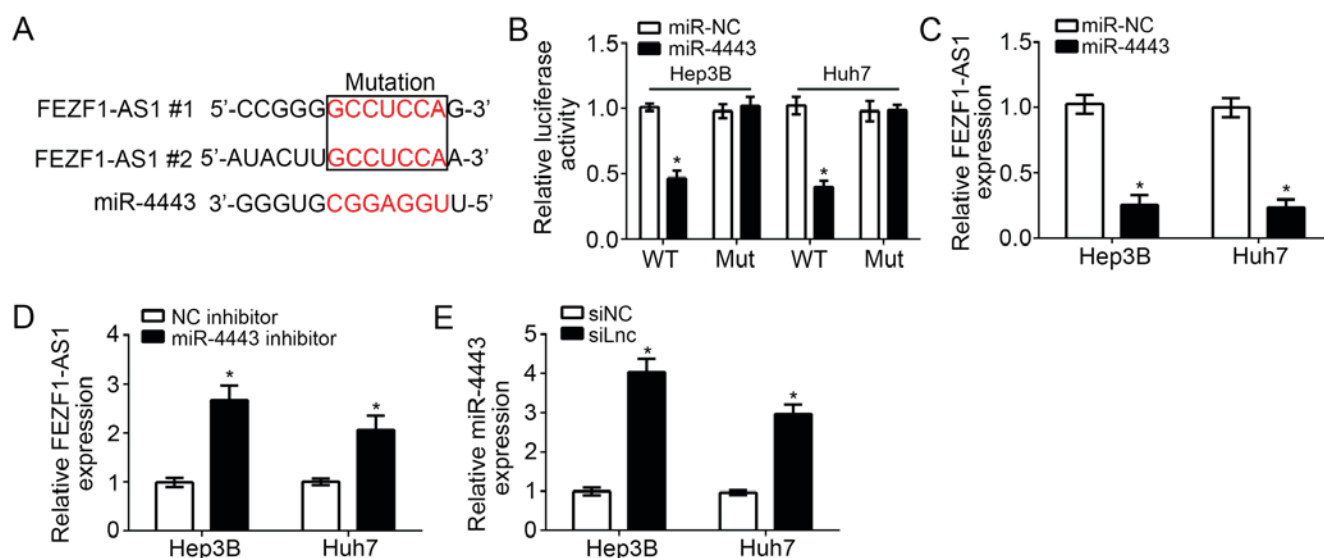 A
Mutation
FEZF1-AS1 #1 5’-CCGGGGCCUCCAG-3’
FEZF1-AS1 #2 5’-AUACUUGCCUCCAA-3’
miR-4443 3’-GGGUGCGGAGGUU-5’
B
miR-NC
miR-4443
Hep3B Huh7
Relative luciferase
activity
1.5
1.0
0.5
0.0
* *
WT Mut WT Mut
C
miR-NC
miR-4443
Relative FEZF1-AS1
expression
1.5
1.0
0.5
0.0
* *
Hep3B Huh7
D
NC inhibitor
miR-4443 inhibitor
Relative FEZF1-AS1
expression
4
3
2
1
0
* *
Hep3B Huh7
E
siNC
siLnc
Relative miR-4443
expression
5
4
3
2
1
0
* *
Hep3B Huh7